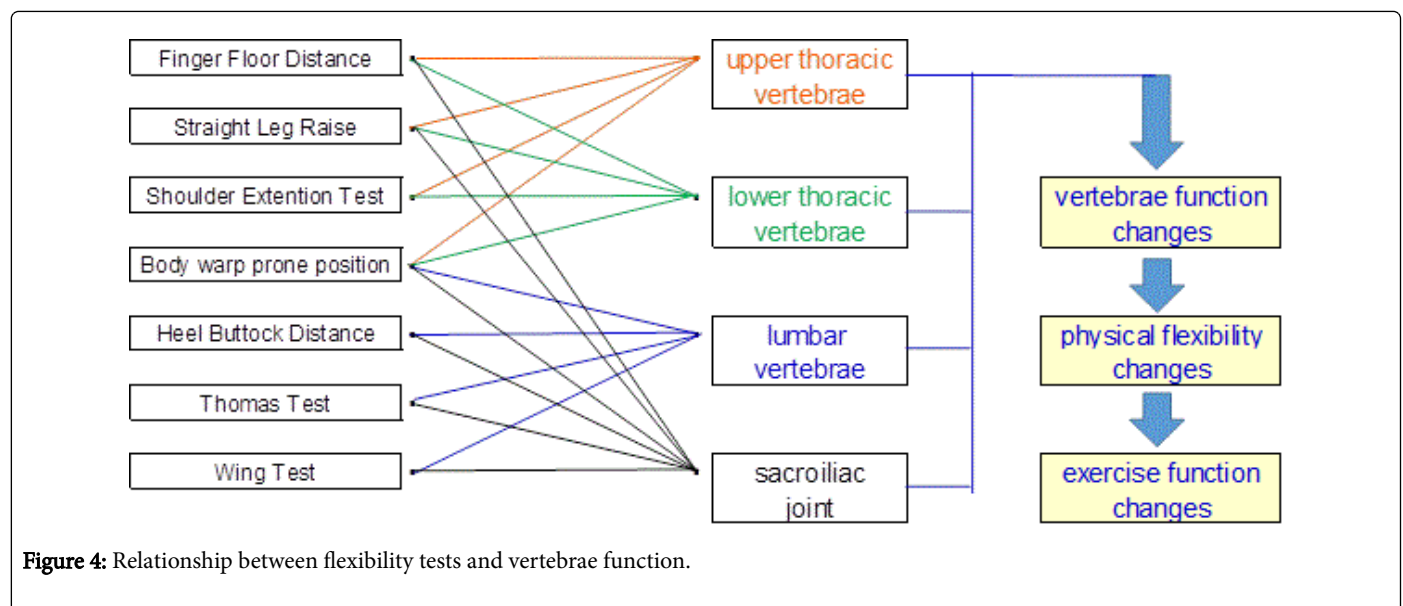 Finger Floor Distance
Straight Leg Raise
Shoulder Extention Test
Body warp prone position
Heel Buttock Distance
Thomas Test
Wing Test
upper thoracic
vertebrae
lower thoracic
vertebrae
lumbar
vertebrae
sacroiliac
joint
vertebrae function
changes
physical flexibility
changes
exercise function
changes
Figure 4: Relationship between flexibility tests and vertebrae function.